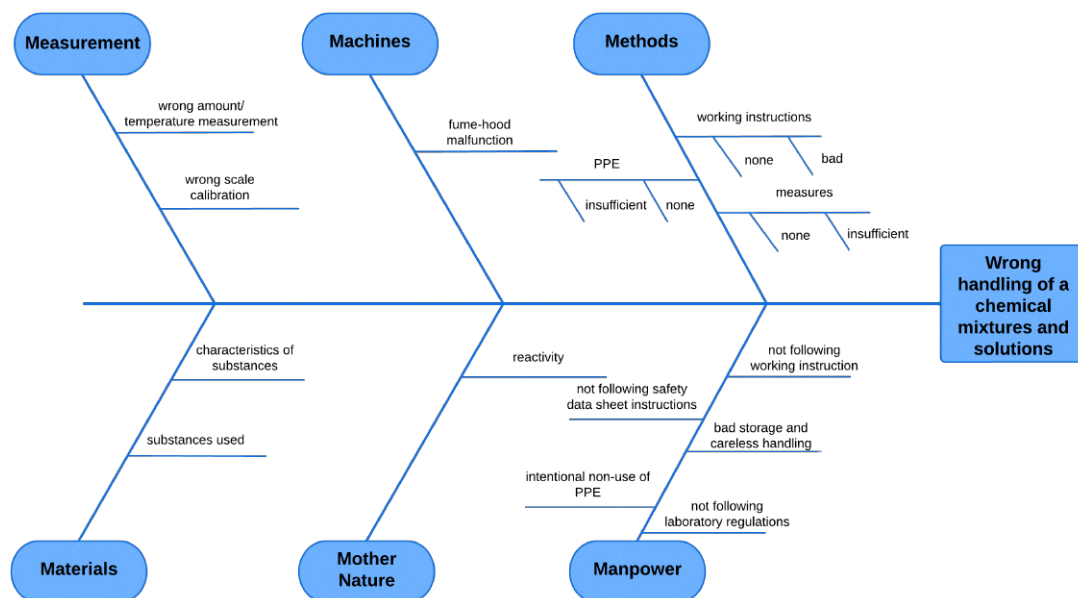 Measurement
Machines
Methods
wrong amount/
temperature measurement
wrong scale
calibration
fume-hood
malfunction
working instructions
none
bad
PPE
insufficient
none
measures
none
insufficient
Wrong
handling of a
chemical
mixtures and
solutions
characteristics of
substances
substances used
reactivity
not following
working instruction
not following safety
data sheet instructions
bad storage and
careless handling
intentional non-use of
PPE
not following
laboratory regulations
Materials
Mother
Nature
Manpower